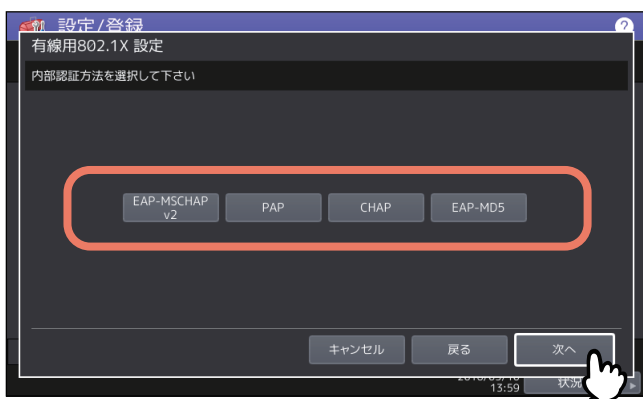 設定/登録
?
有線用802.1X 設定
内部認証方法を選択して下さい
EAP-MSCHAP
v2
PAP
CHAP
EAP-MD5
キャンセル
戻る
次へ
13:59
状況